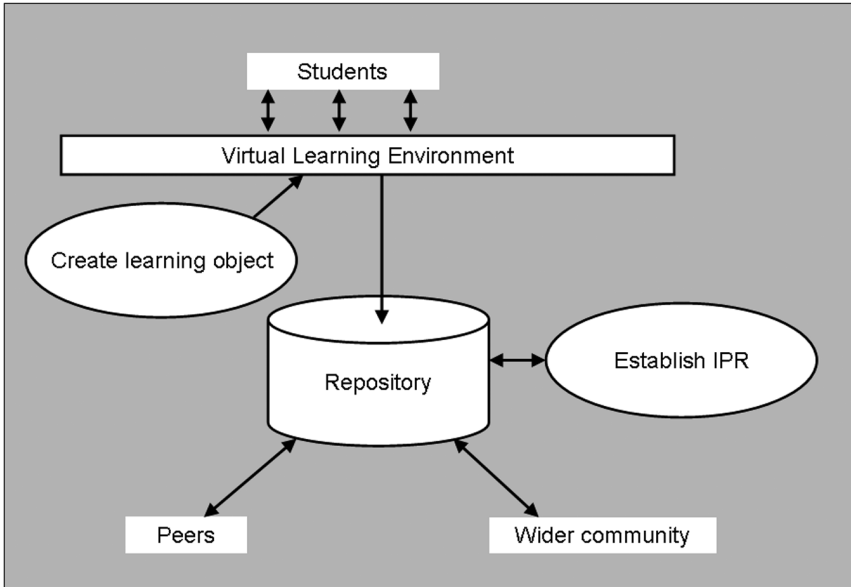 Students
Virtual Learning Environment
Create learning object
Establish IPR
Repository
Peers
Wider community